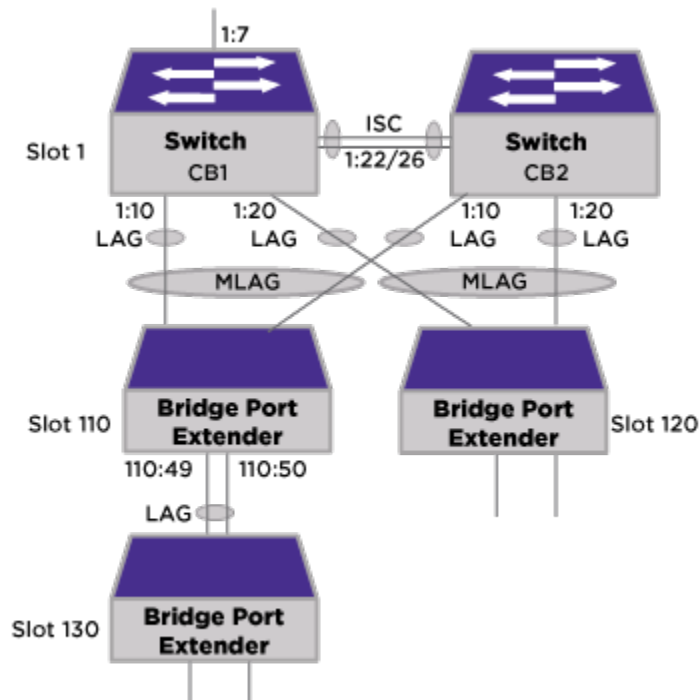 1:7
Switch
CB1
Slot 1
ISC
1:22/26
Switch
CB2
1:10
1:20
1:10
1:20
LAG
LAG
LAG
LAG
MLAG
MLAG
Slot 110
Bridge Port
Extender
Bridge Port
Extender
Slot 120
110:49
110:50
LAG
Slot 130
Bridge Port
Extender